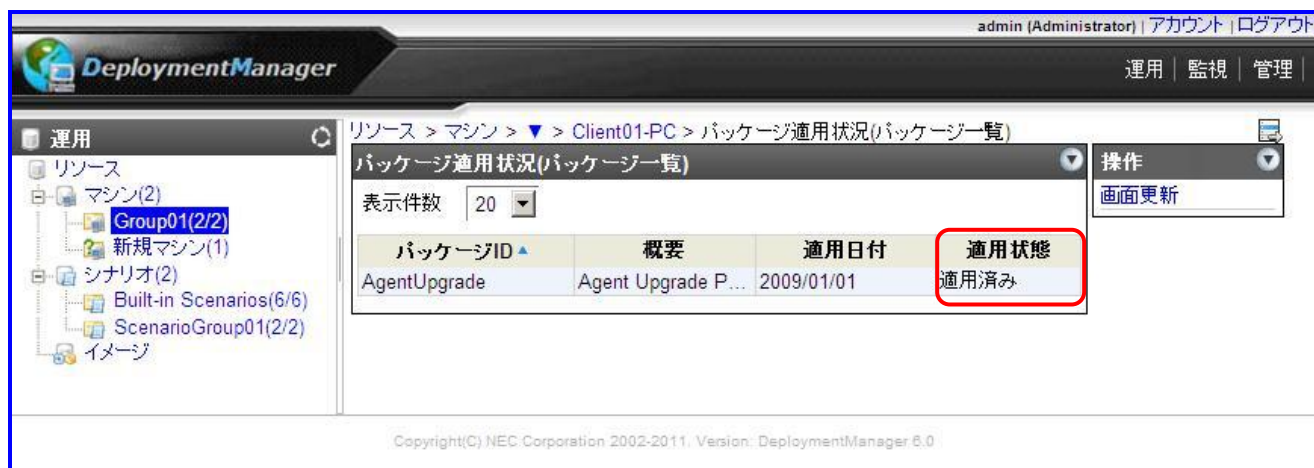 admin (Administrator) | アカウント | ログアウト
DeploymentManager
運用 | 監視 | 管理 |
運用
リソース
マシン(2)
Group01(2/2)
新規マシン(1)
シナリオ(2)
Built-in Scenarios(6/6)
ScenarioGroup01(2/2)
イメージ
リソース > マシン > ▼ > Client01-PC > パッケージ適用状況(パッケージ一覧)
パッケージ適用状況(パッケージ一覧)
表示件数 20
パッケージID▲ 概要 適用日付 適用状態
AgentUpgrade Agent Upgrade P... 2009/01/01 適用済み
操作
画面更新
Copyright(C) NEC Corporation 2002-2011. Version: DeploymentManager 6.0